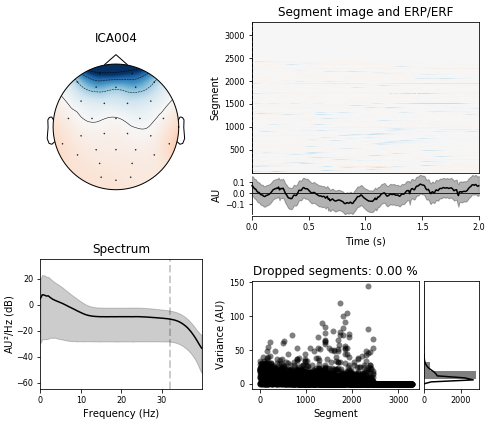 Segment image and ERP/ERF
ICA004
3000
2500
2000
1500
1000
500
Segment
0.1
0.0
−0.1
AU
0.0 0.5 1.0 1.5 2.0
Time (s)
Spectrum
20
0
−20
−40
−60
AU²/Hz (dB)
0 10 20 30
Frequency (Hz)
Dropped segments: 0.00 %
150
100
50
0
Variance (AU)
0 1000 2000 3000
Segment
0 2000